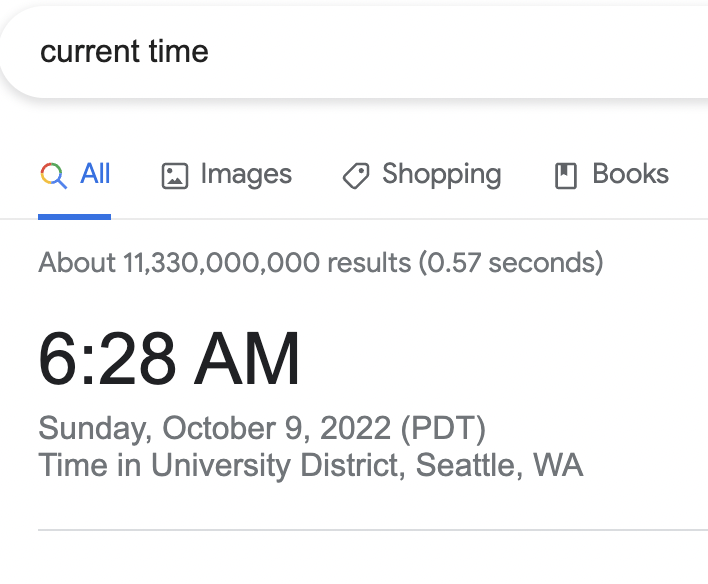 current time
All Images Shopping Books
About 11,330,000,000 results (0.57 seconds)
6:28 AM
Sunday, October 9, 2022 (PDT)
Time in University District, Seattle, WA